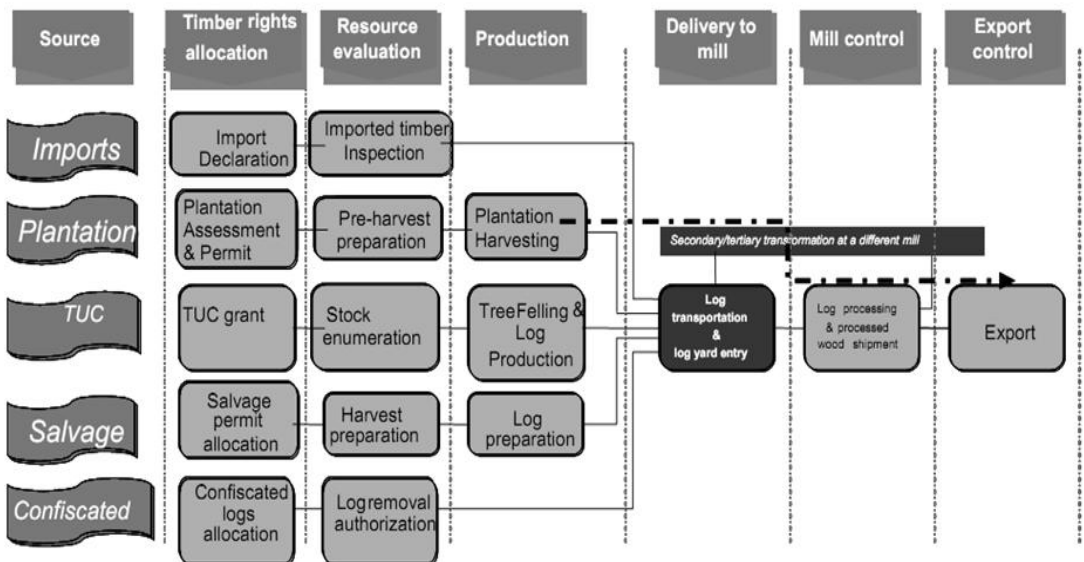 Source
Timber rights
allocation
Resource
evaluation
Production
Delivery to
mill
Mill control
Export
control
Imports
Import
Declaration
Imported timber
Inspection
Plantation
Plantation
Assessment
& Permit
Pre-harvest
preparation
Plantation
Harvesting
Secondary/tertiary transformation at a different mill
TUC
TUC grant
Stock
enumeration
TreeFelling &
Log
Production
Log
transportation
&
log yard entry
Log processing
& processed
wood shipment
Export
Salvage
Salvage
permit
allocation
Harvest
preparation
Log
preparation
Confiscated
Confiscated
logs
allocation
Logremoval
authorization